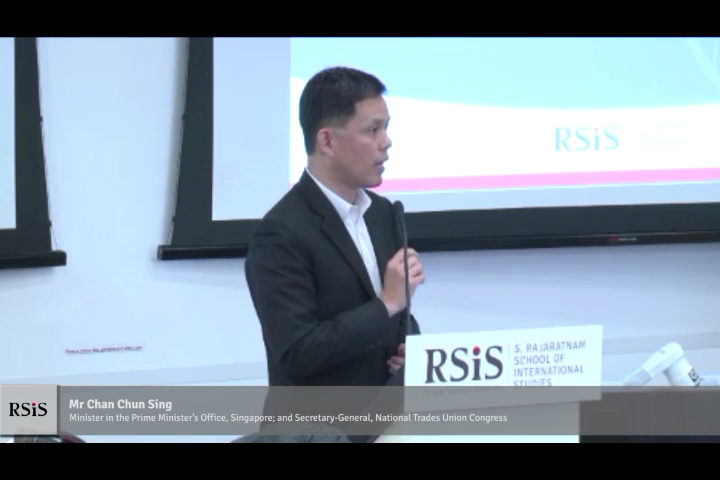 RSiS
RSiS
S. RAJARATNAM
SCHOOL OF
INTERNATIONAL
STUDIES
RSiS
Mr Chan Chun Sing
Minister in the Prime Minister's Office, Singapore; and Secretary-General, National Trades Union Congress